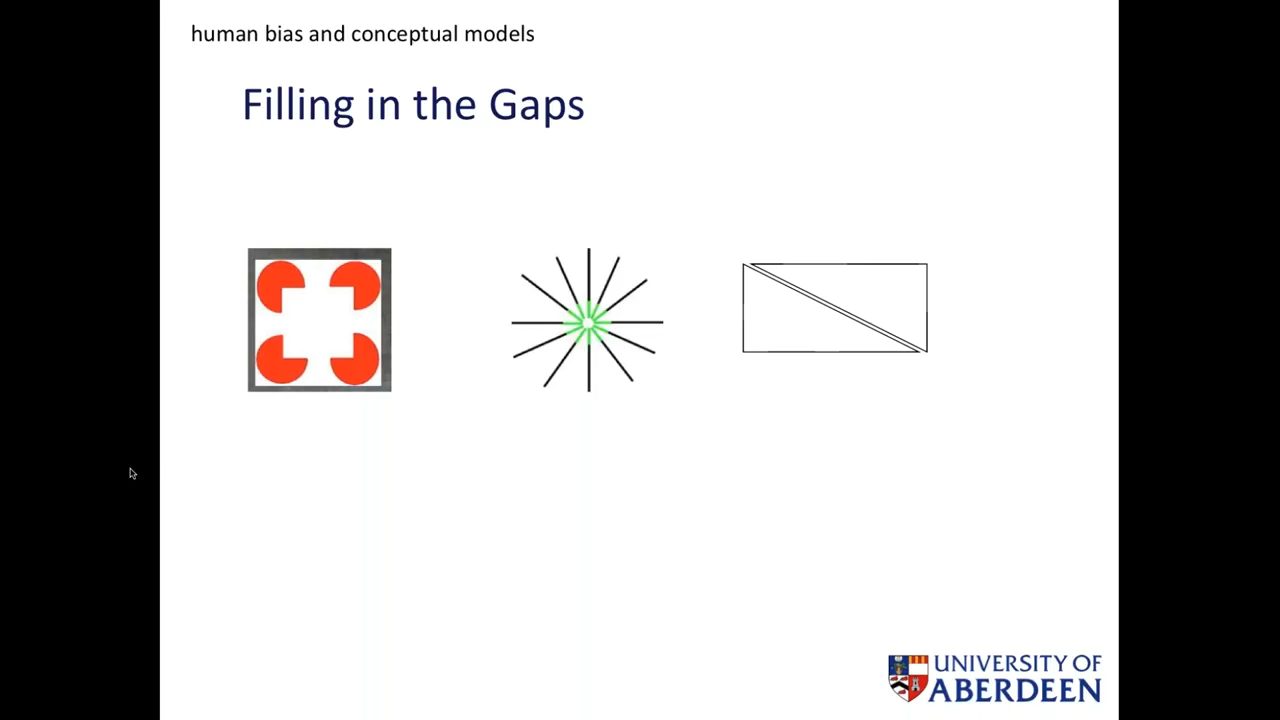 human bias and conceptual models
Filling in the Gaps
UNIVERSITY OF
ABERDEEN